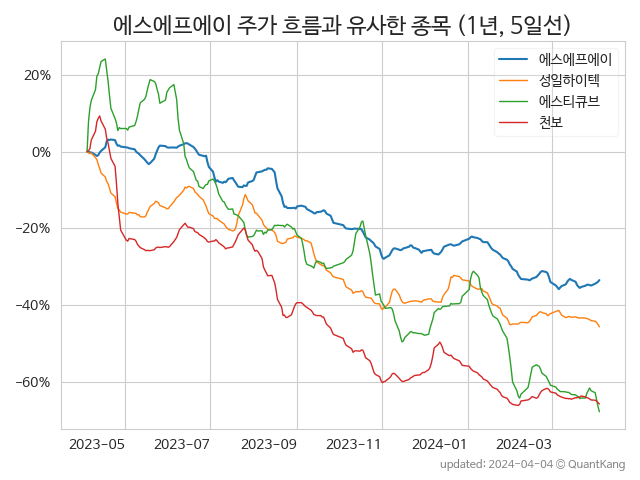 에스에프에이 주가 흐름과 유사한 종목 (1년, 5일선)
에스에프에이
성일하이텍
에스티큐브
천보
20%
0%
−20%
−40%
−60%
2023−05
2023−07
2023−09
2023−11
2024−01
2024−03
updated: 2024−04−04 © QuantKang